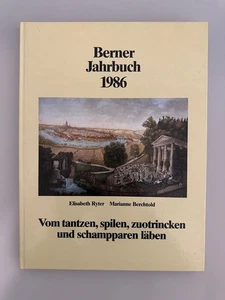 Berner
Jahrbuch
1986
Elisabeth Ryter Marianne Berchtold
Vom tantzen, spilen, zuotrincken
und schampparen läben